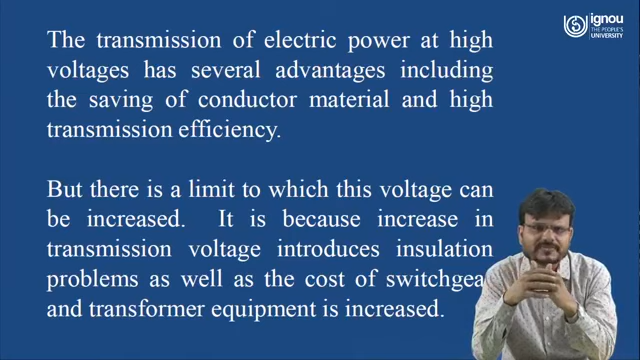 ignou
THE PEOPLE'S
UNIVERSITY
The transmission of electric power at high
voltages has several advantages including
the saving of conductor material and high
transmission efficiency.
But there is a limit to which this voltage can
be increased. It is because increase in
transmission voltage introduces insulation
problems as well as the cost of switchgea
and transformer equipment is increased.